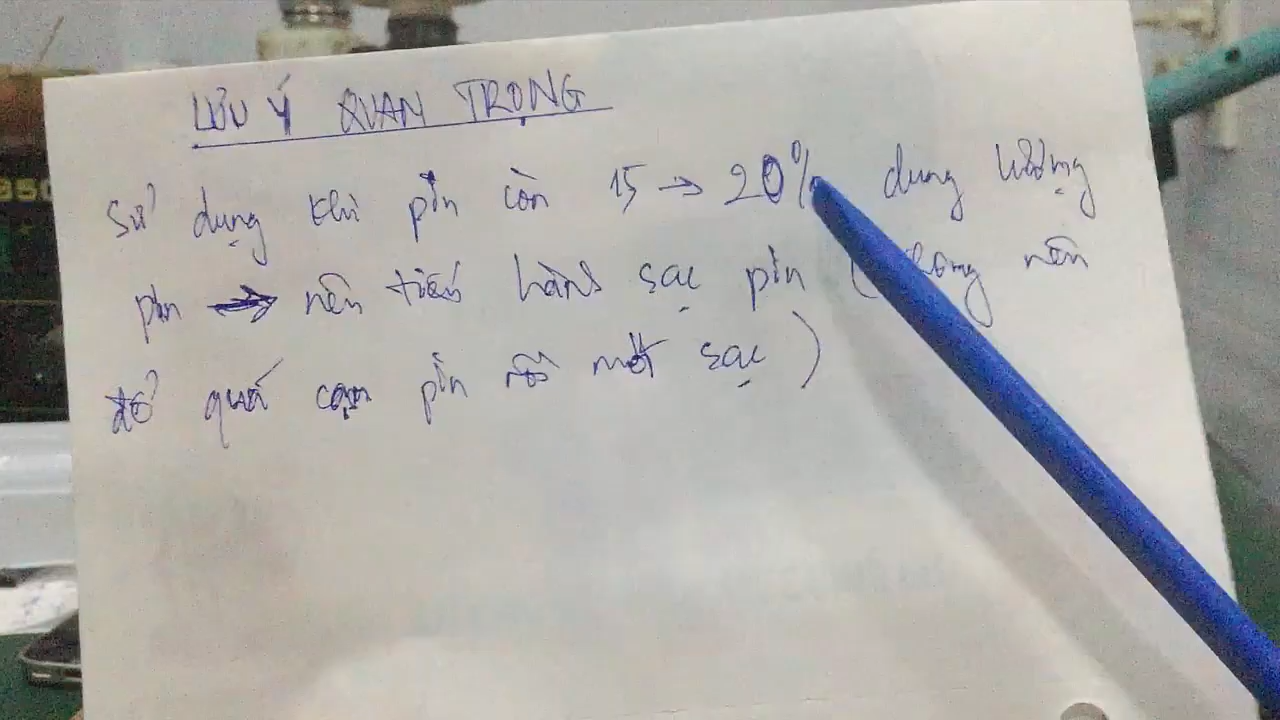 LƯU Ý QUAN TRỌNG
Sử dụng khi pin còn 15 → 20% dung lượng
pin → nên tiến hành sạc pin (không nên
để quá cạn pin rồi mới sạc)